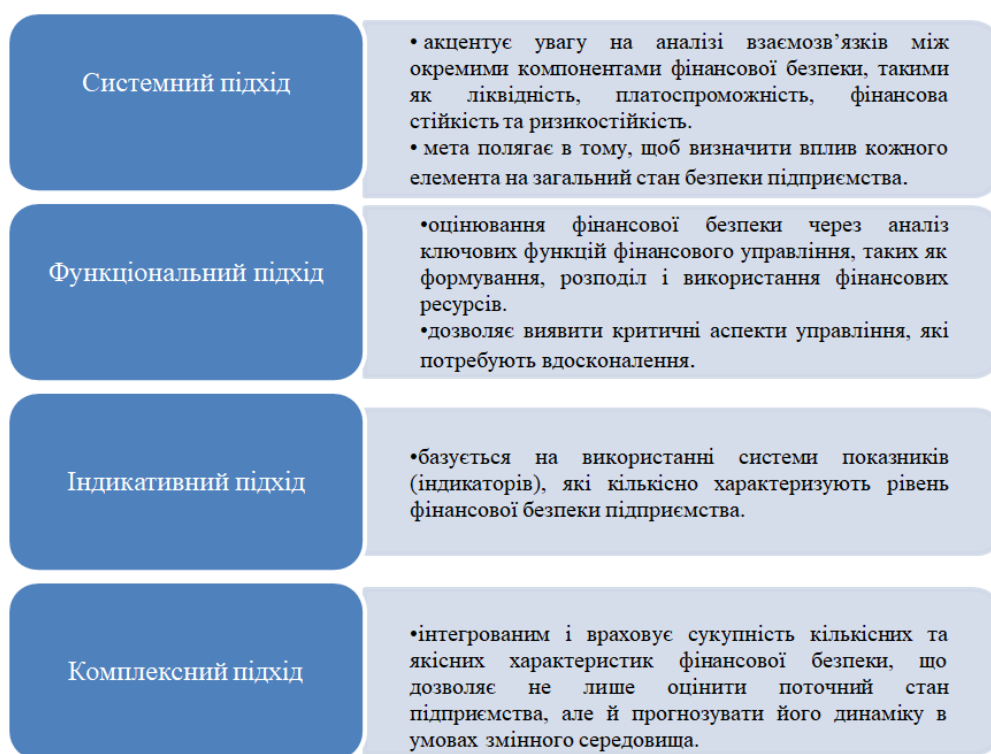 Системний підхід
• акцентує увагу на аналізі взаємозв’язків між
окремими компонентами фінансової безпеки, такими
як ліквідність, платоспроможність, фінансова
стійкість та ризикостійкість.
• мета полягає в тому, щоб визначити вплив кожного
елемента на загальний стан безпеки підприємства.
Функціональний підхід
•оцінювання фінансової безпеки через аналіз
ключових функцій фінансового управління, таких як
формування, розподіл і використання фінансових
ресурсів.
•дозволяє виявити критичні аспекти управління, які
потребують вдосконалення.
Індикативний підхід
•базується на використанні системи показників
(індикаторів), які кількісно характеризують рівень
фінансової безпеки підприємства.
Комплексний підхід
•інтегрованим і враховує сукупність кількісних та
якісних характеристик фінансової безпеки, що
дозволяє не лише оцінити поточний стан
підприємства, але й прогнозувати його динаміку в
умовах змінного середовища.